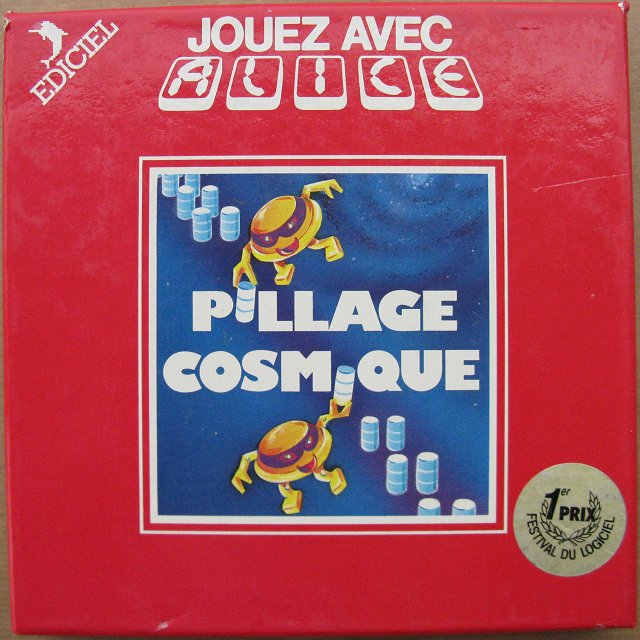 EDICIEL
JOUEZ AVEC
ALICE
PILLAGE
COSMIQUE
1er
PRIX
FESTIVAL DU LOGICIEL